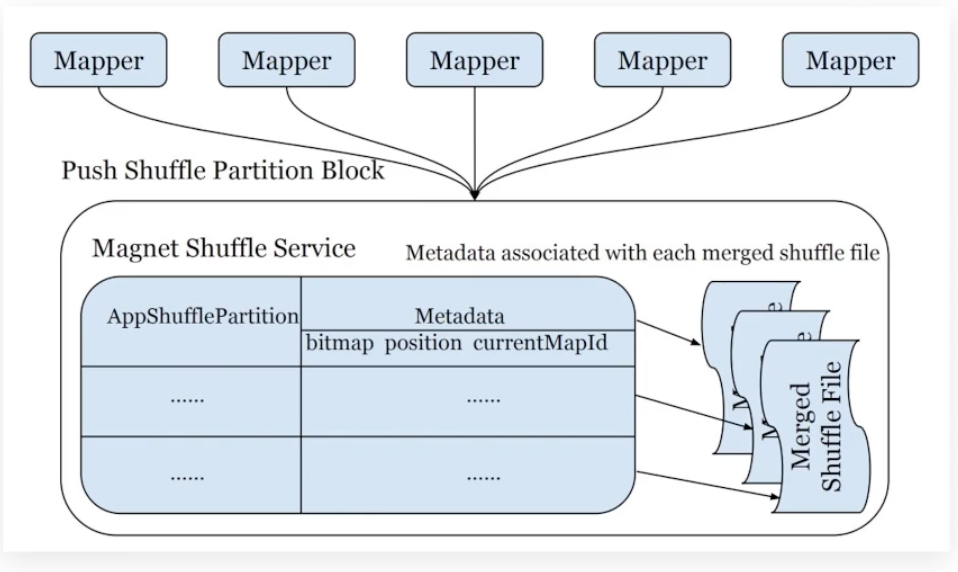 Mapper Mapper Mapper Mapper Mapper
Push Shuffle Partition Block
Magnet Shuffle Service
Metadata associated with each merged shuffle file
AppShufflePartition
Metadata
bitmap position currentMapId
...... ......
...... ......
Merged
Shuffle File